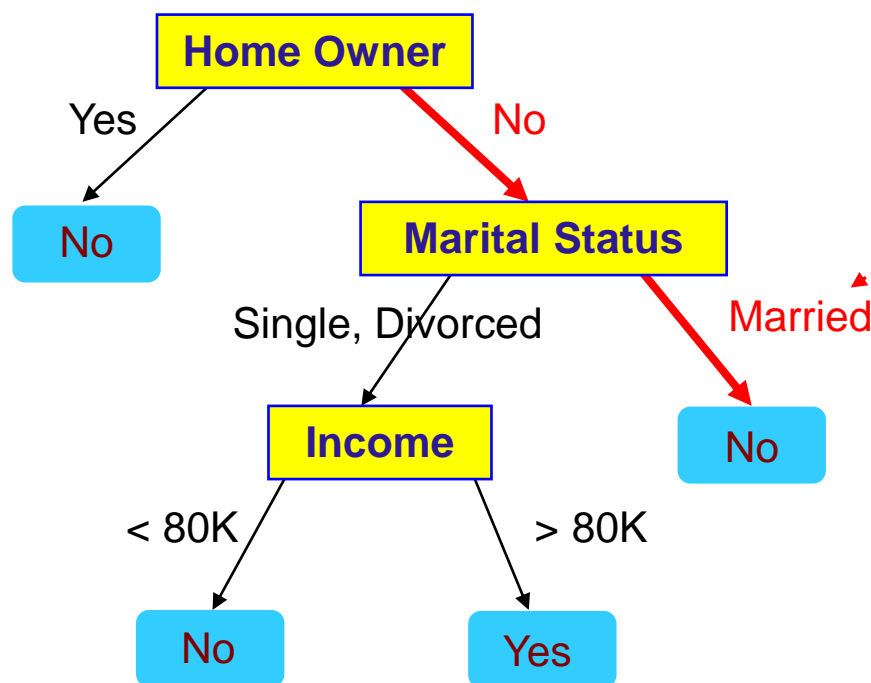 Home Owner
Yes
No
No
Marital Status
Single, Divorced
Married
Income
No
< 80K
> 80K
No
Yes